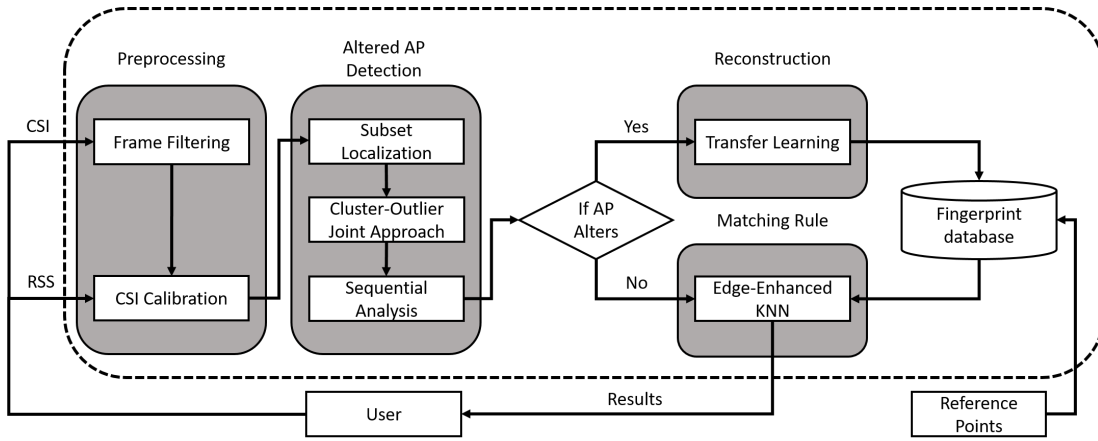 Preprocessing
Altered AP
Detection
Reconstruction
CSI
Frame Filtering
Subset
Localization
Yes
Transfer Learning
Cluster-Outlier
Joint Approach
If AP
Alters
Matching Rule
Fingerprint
database
RSS
CSI Calibration
Sequential
Analysis
No
Edge-Enhanced
KNN
User
Results
Reference
Points